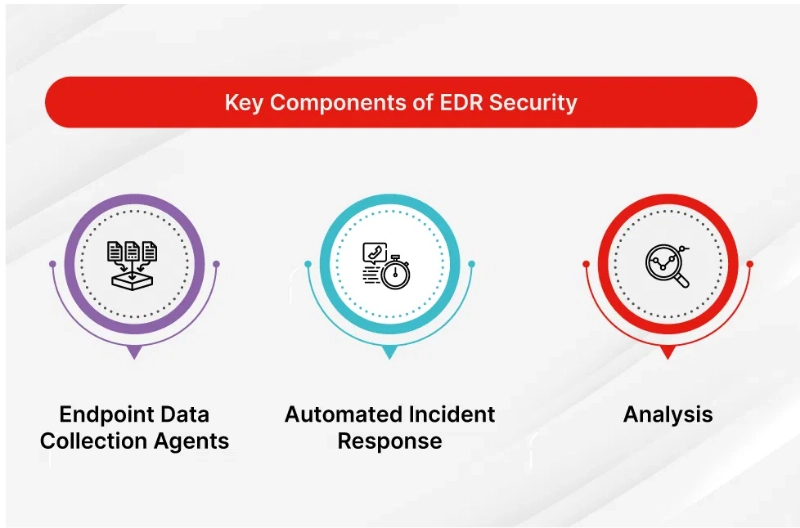 Key Components of EDR Security
Endpoint Data
Collection Agents
Automated Incident
Response
Analysis